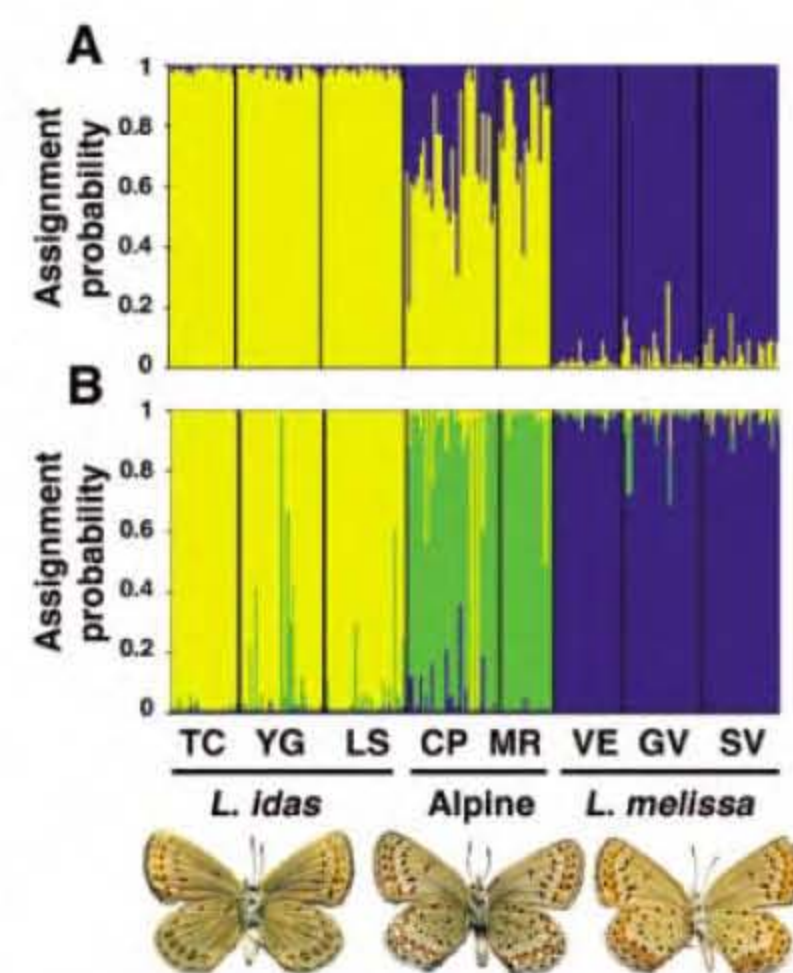 A
Assignment
probability
1
0.8
0.6
0.4
0.2
0
B
Assignment
probability
1
0.8
0.6
0.4
0.2
0
TC YG LS CP MR VE GV SV
L. idas Alpine L. melissa